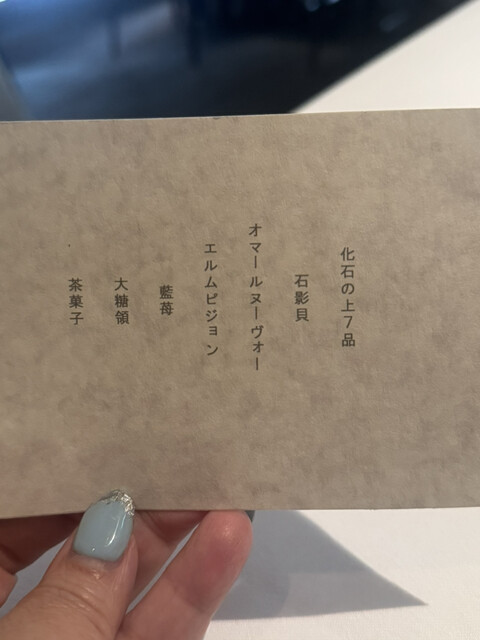 化石の上7品
石影貝
オマールヌーヴォー
エルムピジョン
藍苺
大糖領
茶菓子